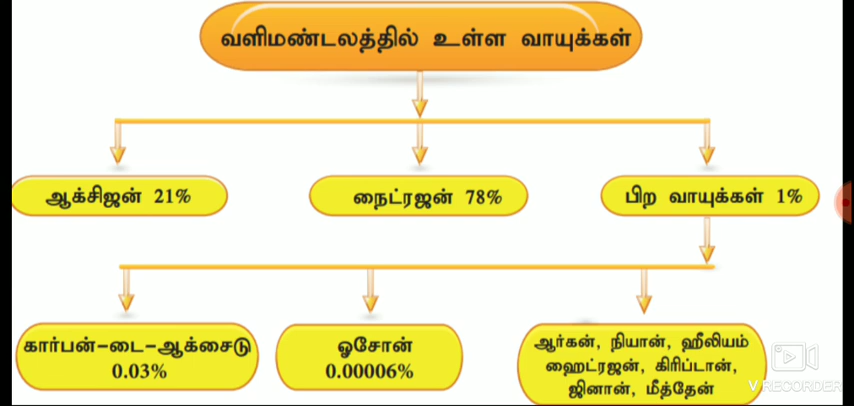 வளிமண்டலத்தில் உள்ள வாயுக்கள்
ஆக்சிஜன் 21%
நைட்ரஜன் 78%
பிற வாயுக்கள் 1%
கார்பன்-டை-ஆக்சைடு
0.03%
ஓசோன்
0.00006%
ஆர்கன், நியான், ஹீலியம்
ஹைட்ரஜன், கிரிப்டான்,
ஜினான், மீத்தேன்
V RECORDER